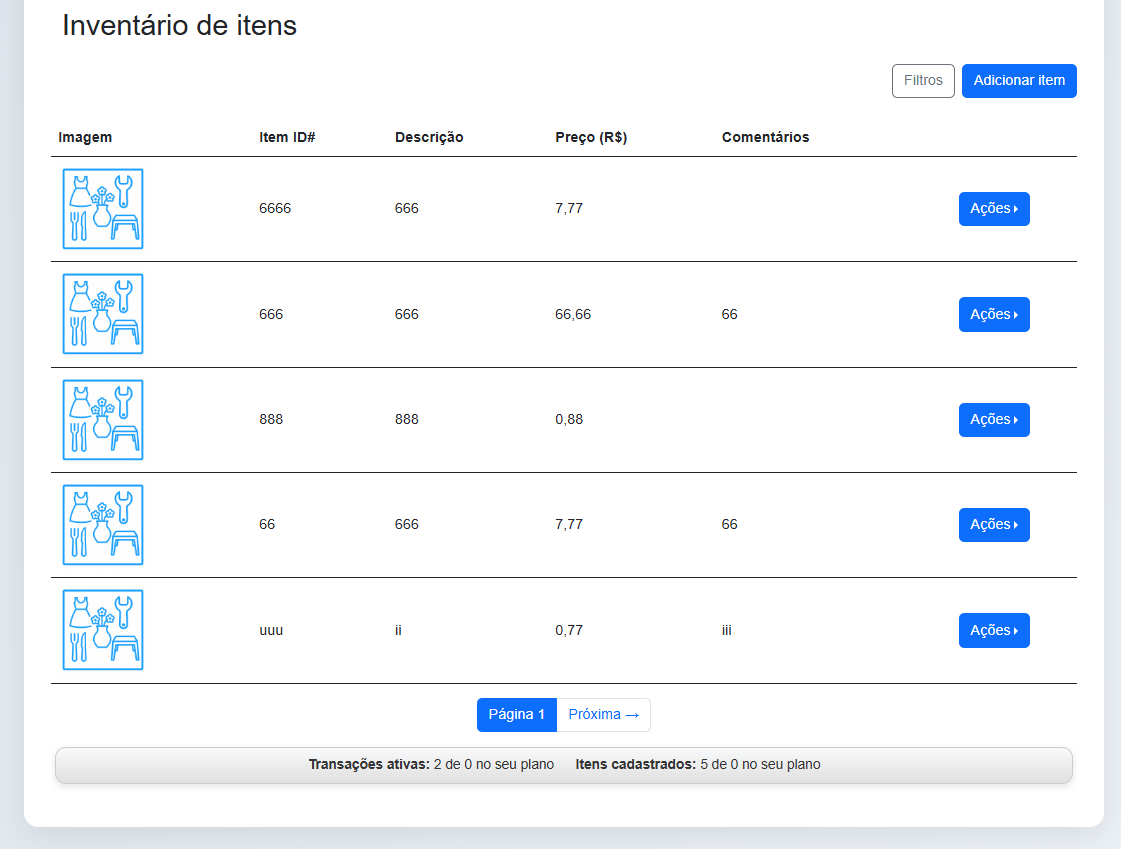 Inventário de itens
Filtros Adicionar item
Imagem Item ID# Descrição Preço (R$) Comentários
6666 666 7,77 Ações
666 666 66,66 66 Ações
888 888 0,88 Ações
66 666 7,77 66 Ações
uuu ii 0,77 iii Ações
Página 1 Próxima →
Transações ativas: 2 de 0 no seu plano Itens cadastrados: 5 de 0 no seu plano